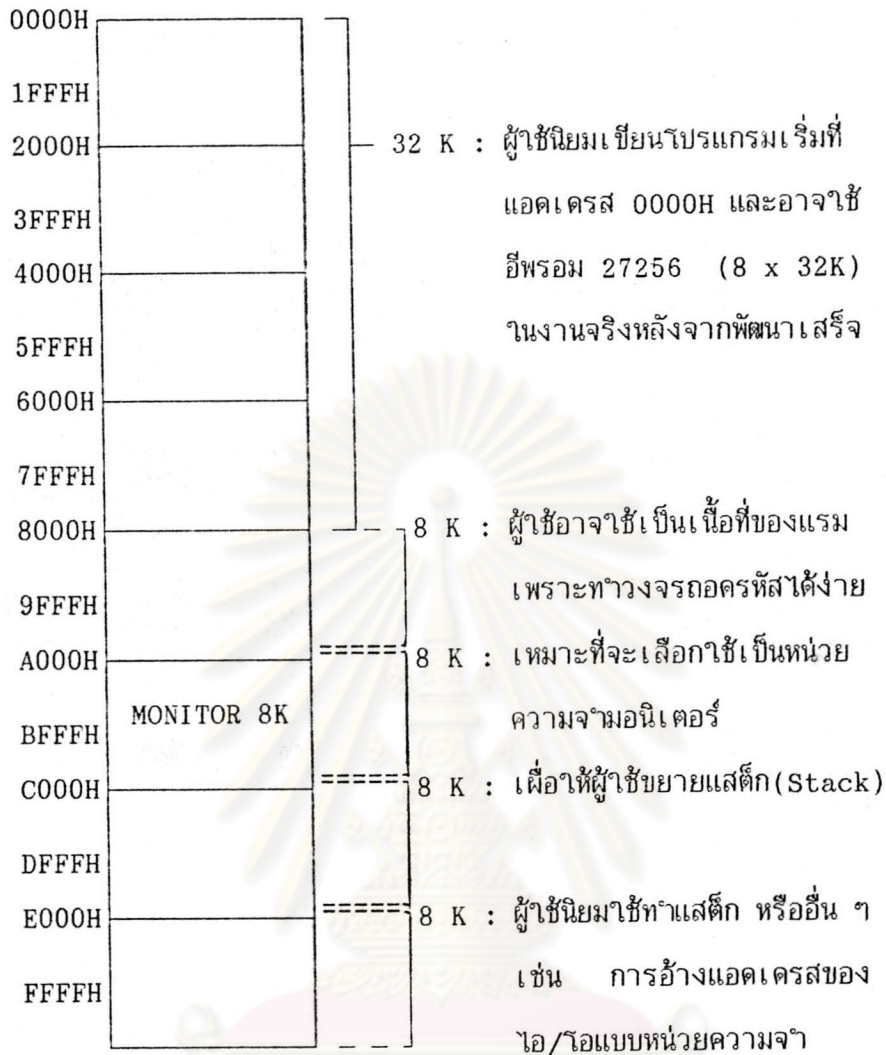 0000H
1FFFH
2000H
32 K : ผู้ใช้นิยมเขียนโปรแกรมเริ่มที่
แอดเดรส 0000H และอาจใช้
3FFFH
4000H
อีพรอม 27256 (8 x 32K)
ในงานจริงหลังจากพัฒนาเสร็จ
5FFFH
6000H
7FFFH
8000H
8 K : ผู้ใช้อาจใช้เป็นเนื้อที่ของแรม
เพราะทำวงจรถอดรหัสได้ง่าย
9FFFH
A000H
8 K : เหมาะที่จะเลือกใช้เป็นหน่วย
MONITOR 8K
ความจำมอนิเตอร์
BFFFH
C000H
8 K : เผื่อให้ผู้ใช้ขยายแสต็ก(Stack)
DFFFH
E000H
8 K : ผู้ใช้นิยมใช้ทำแสต็ก หรืออื่น ๆ
เช่น การอ้างแอดเดรสของ
FFFFH
ไอ/โอแบบหน่วยความจำ